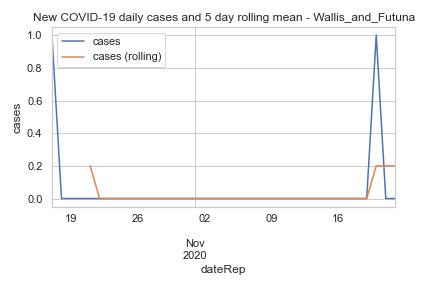 New COVID-19 daily cases and 5 day rolling mean - Wallis_and_Futuna
cases
cases (rolling)
cases
1.0
0.8
0.6
0.4
0.2
0.0
19 26 02 09 16
Nov
2020
dateRep